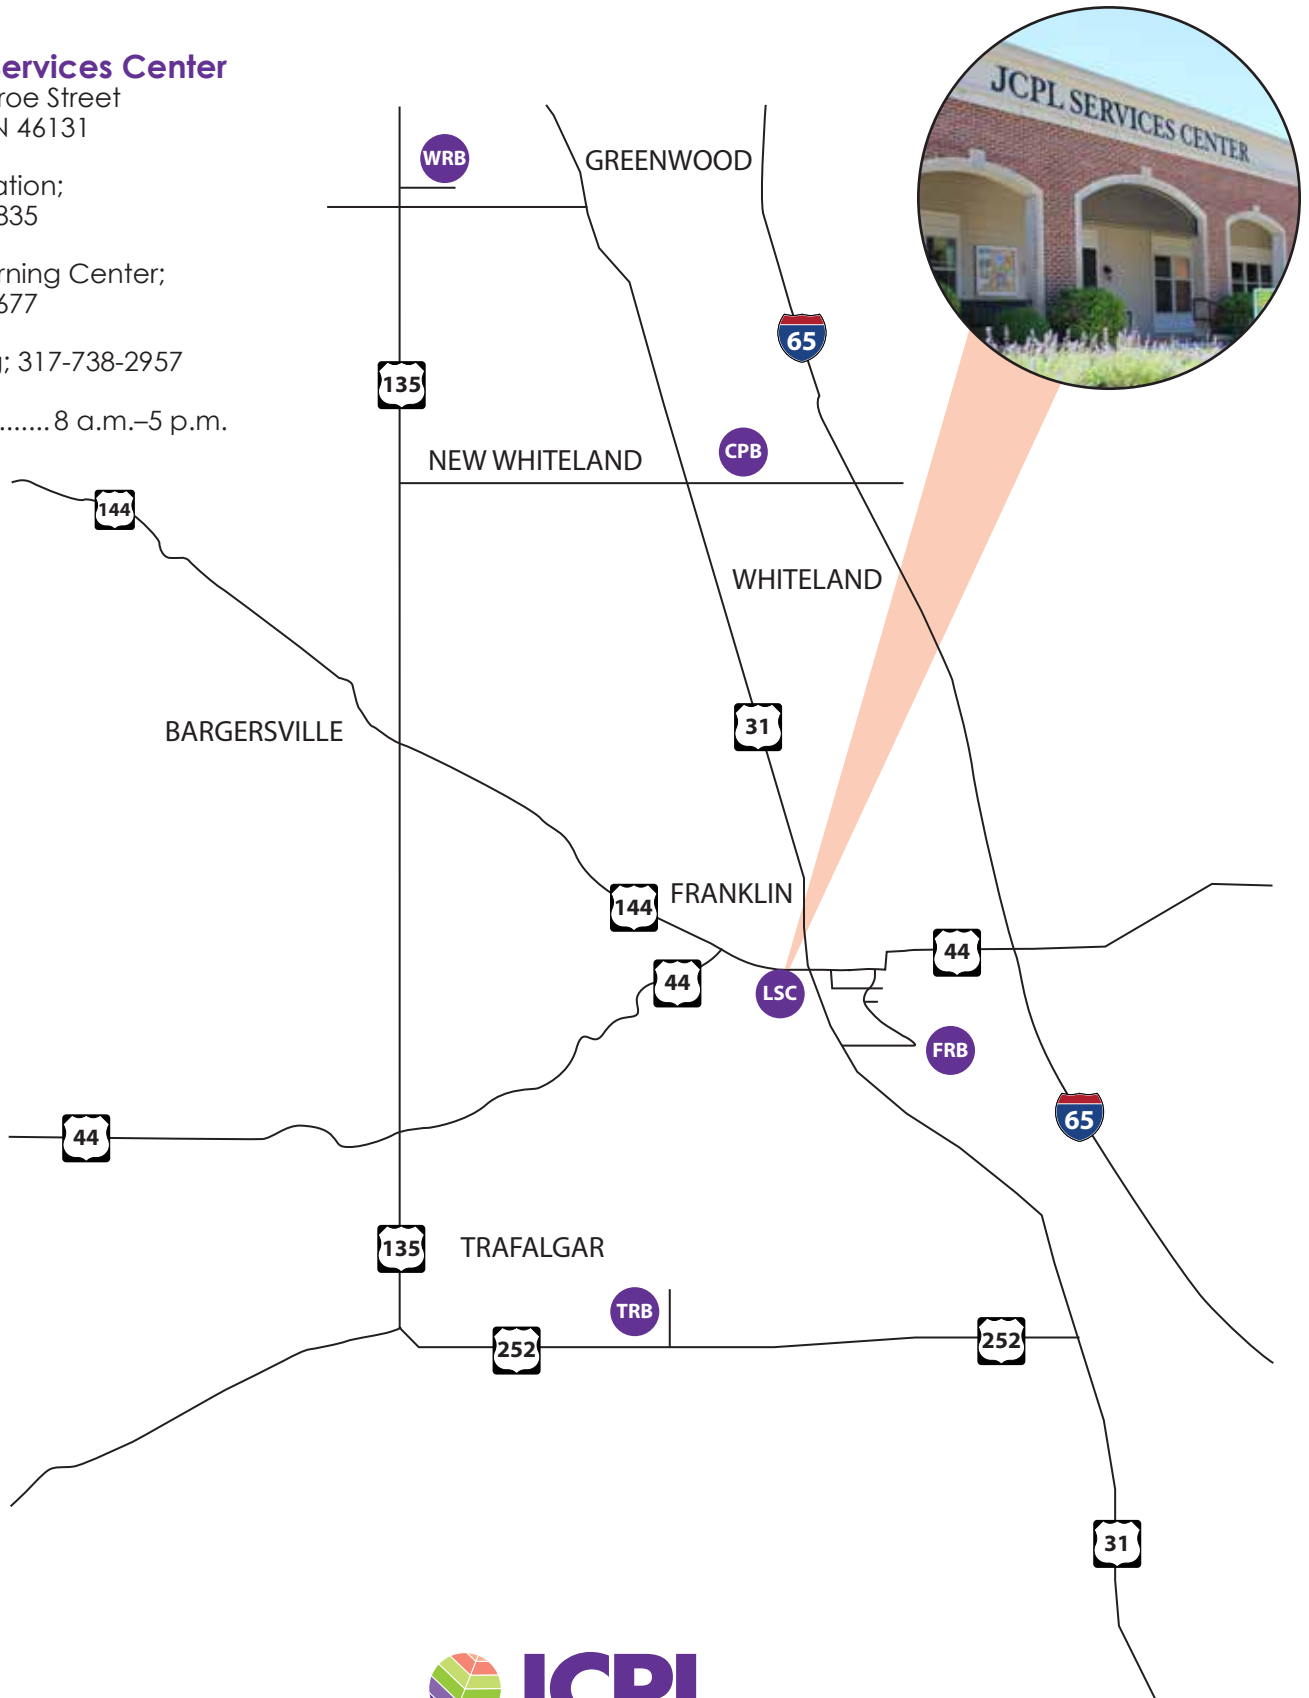 ervices Center
roe Street
N 46131
ation;
835
rning Center;
677
g; 317-738-2957
....... 8 a.m.–5 p.m.
JCPL SERVICES CENTER
WRB
GREENWOOD
65
135
NEW WHITELAND
CPB
144
WHITELAND
31
BARGERSVILLE
144
FRANKLIN
44
44
LSC
FRB
65
44
135
TRAFALGAR
TRB
252
252
31
JCPL